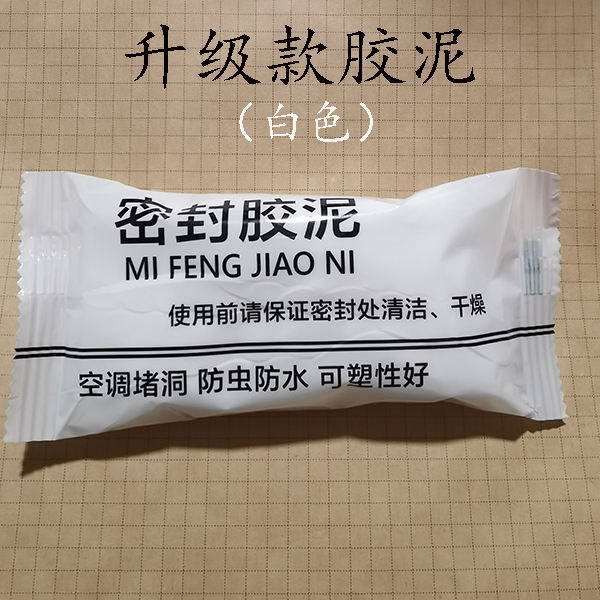 升级款胶泥
（白色）
密封胶泥
MI FENG JIAO NI
使用前请保证密封处清洁、干燥
空调堵洞 防虫防水 可塑性好